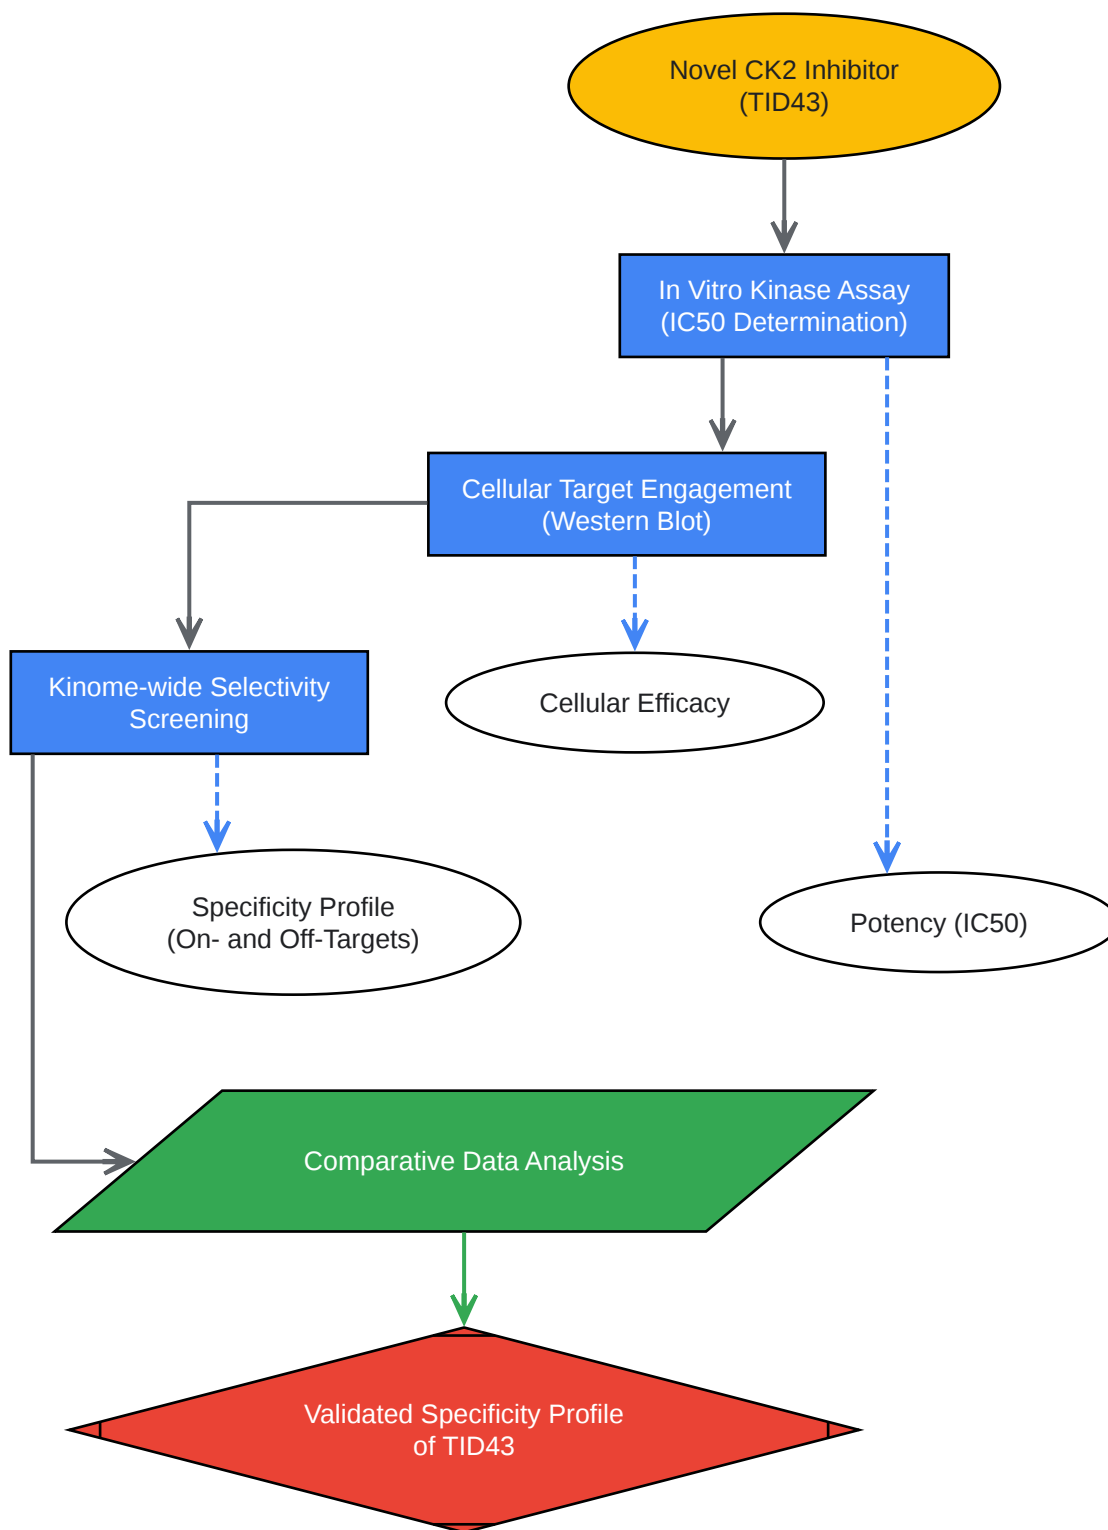 Novel CK2 Inhibitor
(TID43)
In Vitro Kinase Assay
(IC50 Determination)
Cellular Target Engagement
(Western Blot)
Kinome-wide Selectivity
Screening
Cellular Efficacy
Specificity Profile
(On- and Off-Targets)
Potency (IC50)
Comparative Data Analysis
Validated Specificity Profile
of TID43